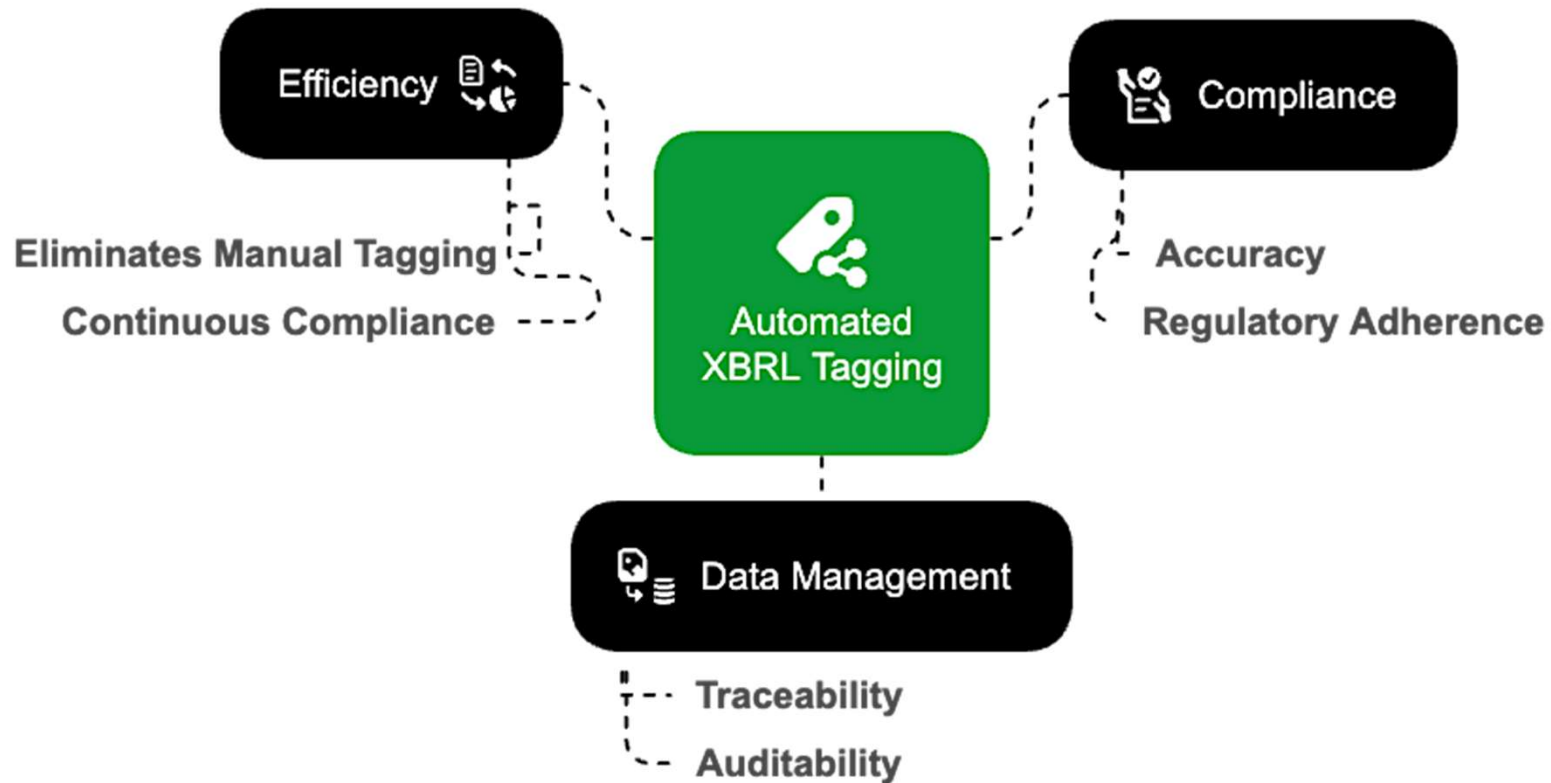 Efficiency
Compliance
Eliminates Manual Tagging
Continuous Compliance
Automated
XBRL Tagging
Accuracy
Regulatory Adherence
Data Management
Traceability
Auditability